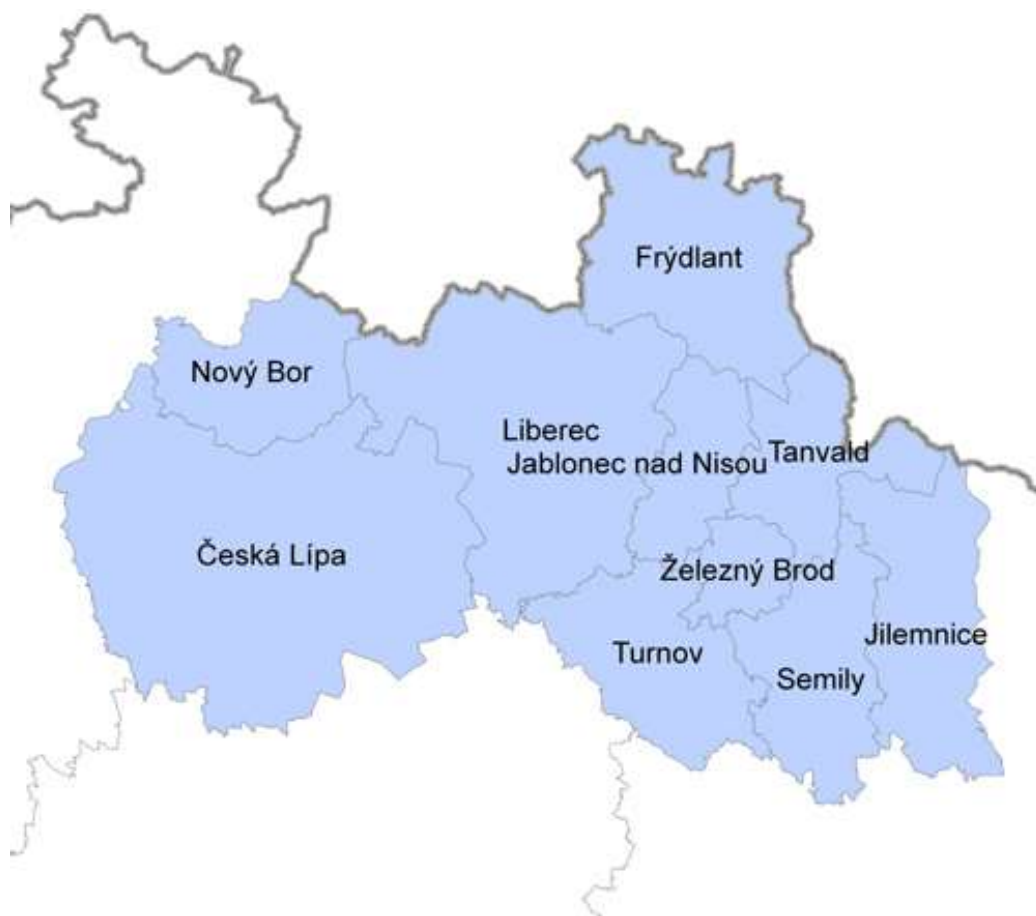 Frýdlant
Nový Bor
Liberec
Jablonec nad Nisou
Tanvald
Česká Lípa
Železný Brod
Jilemnice
Turnov
Semily